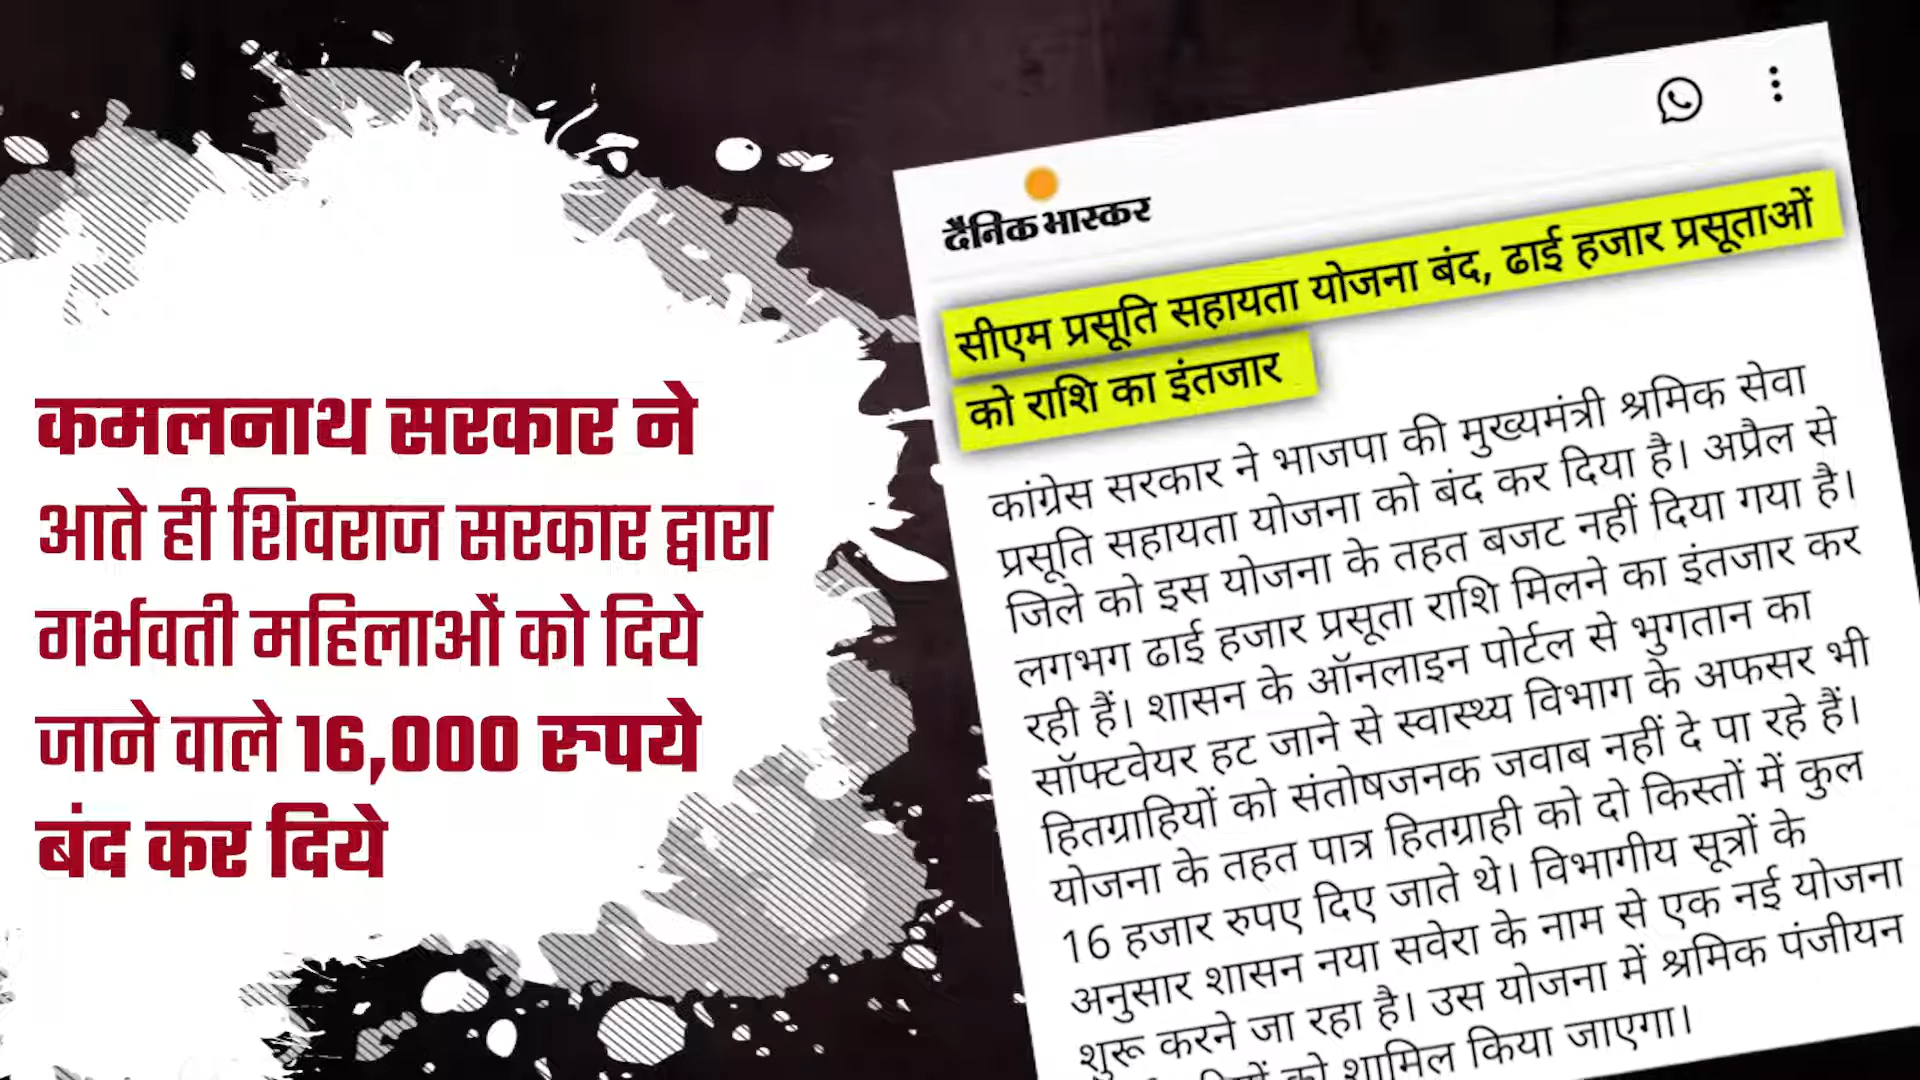 कमलनाथ सरकार ने
आते ही शिवराज सरकार द्वारा
गर्भवती महिलाओं को दिये
जाने वाले 16,000 रुपये
बंद कर दिये
दैनिक भास्कर
सीएम प्रसूति सहायता योजना बंद, ढाई हजार प्रसूताओं
को राशि का इंतजार
कांग्रेस सरकार ने भाजपा की मुख्यमंत्री श्रमिक सेवा
प्रसूति सहायता योजना को बंद कर दिया है। अप्रैल से
जिले को इस योजना के तहत बजट नहीं दिया गया है।
लगभग ढाई हजार प्रसूता राशि मिलने का इंतजार कर
रही हैं। शासन के ऑनलाइन पोर्टल से भुगतान का
सॉफ्टवेयर हट जाने से स्वास्थ्य विभाग के अफसर भी
हितग्राहियों को संतोषजनक जवाब नहीं दे पा रहे हैं।
योजना के तहत पात्र हितग्राही को दो किस्तों में कुल
16 हजार रुपए दिए जाते थे। विभागीय सूत्रों के
अनुसार शासन नया सवेरा के नाम से एक नई योजना
शुरू करने जा रहा है। उस योजना में श्रमिक पंजीयन
को शामिल किया जाएगा।